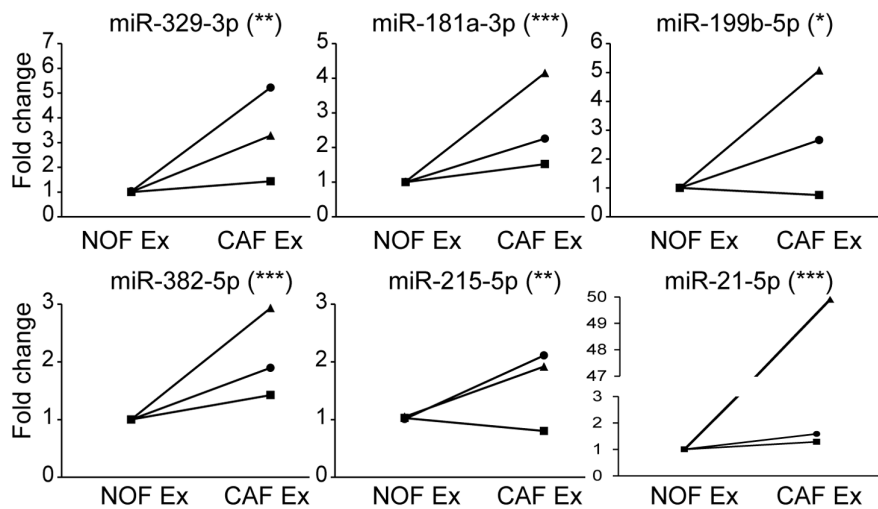 miR-329-3p (**)
Fold change
7
6
5
4
3
2
1
0
NOF Ex CAF Ex
miR-181a-3p (***)
5
4
3
2
1
0
NOF Ex CAF Ex
miR-199b-5p (*)
6
5
4
3
2
1
0
NOF Ex CAF Ex
miR-382-5p (***)
Fold change
3
2
1
0
NOF Ex CAF Ex
miR-215-5p (**)
3
2
1
0
NOF Ex CAF Ex
miR-21-5p (***)
50
49
48
47
3
2
1
0
NOF Ex CAF Ex